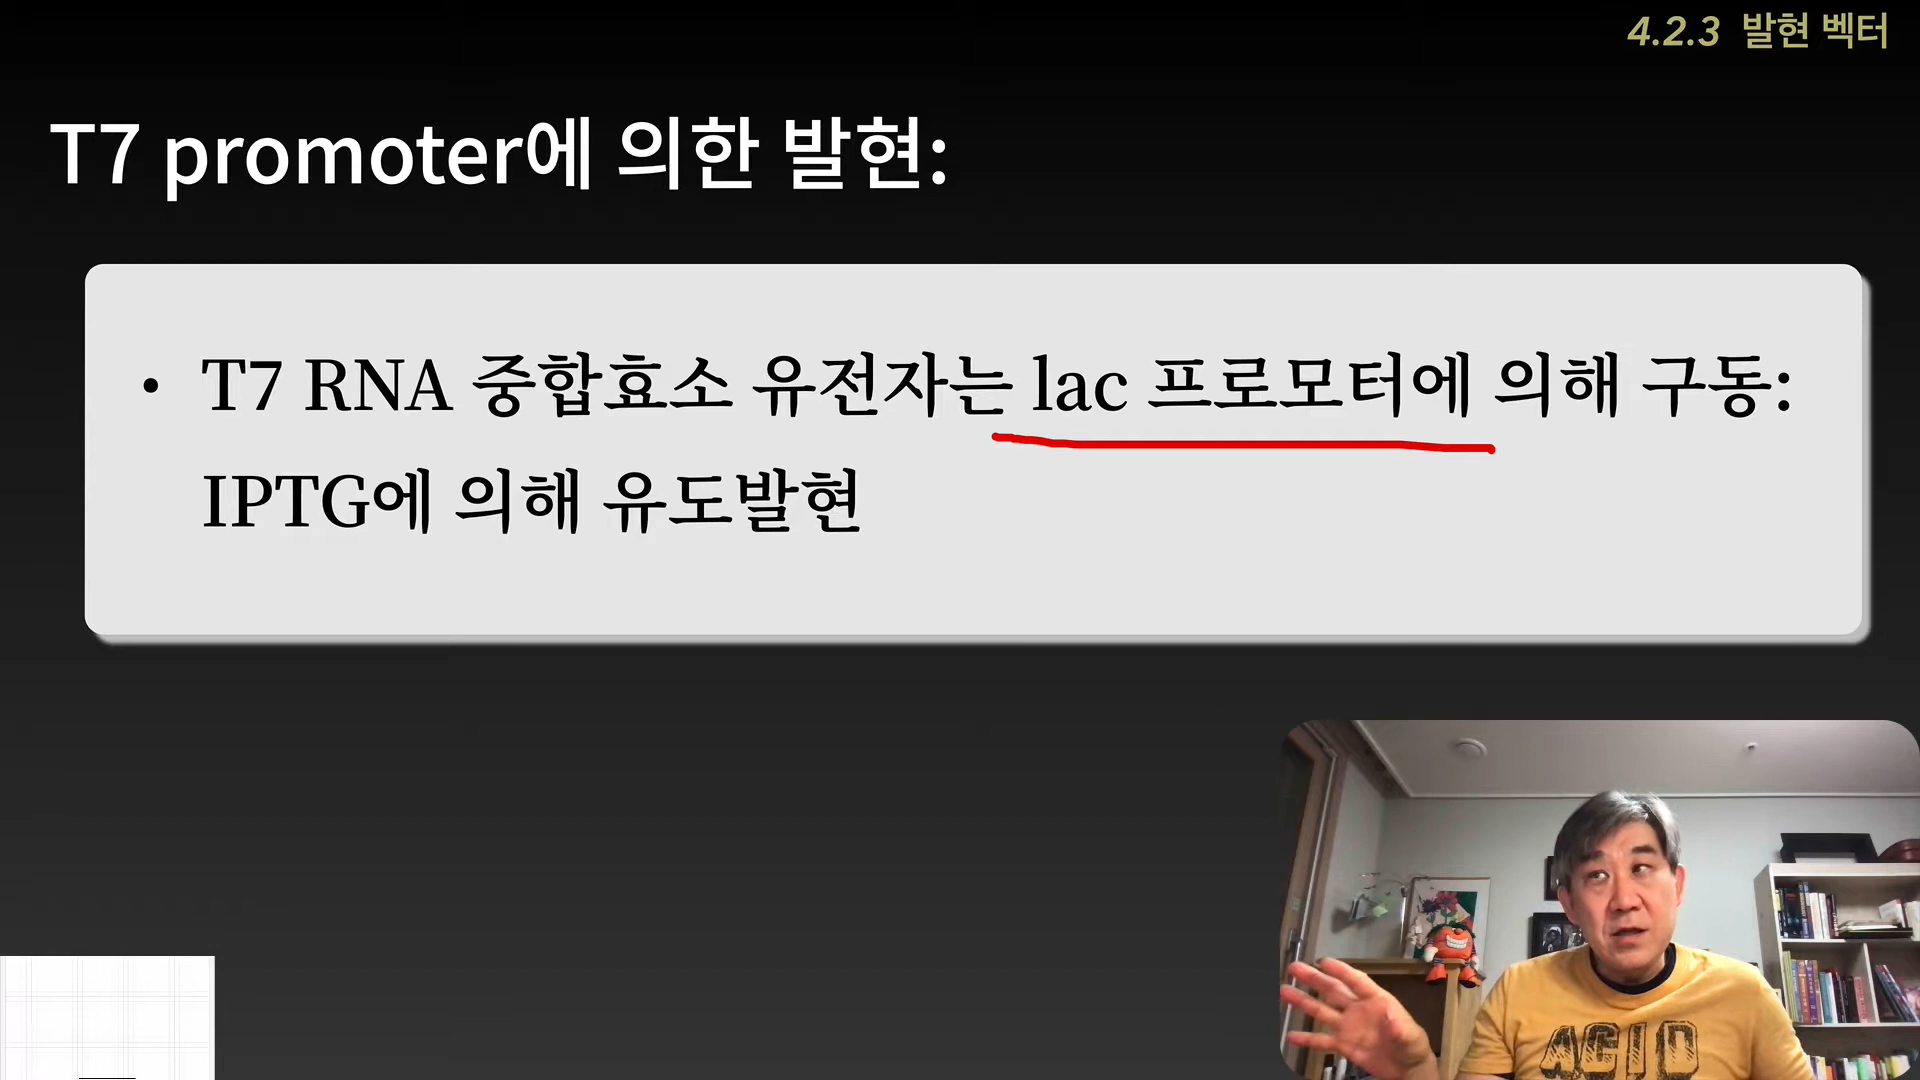 4.2.3 발현 벡터
T7 promoter에 의한 발현:
• T7 RNA 중합효소 유전자는 lac 프로모터에 의해 구동:
IPTG에 의해 유도발현
ACID